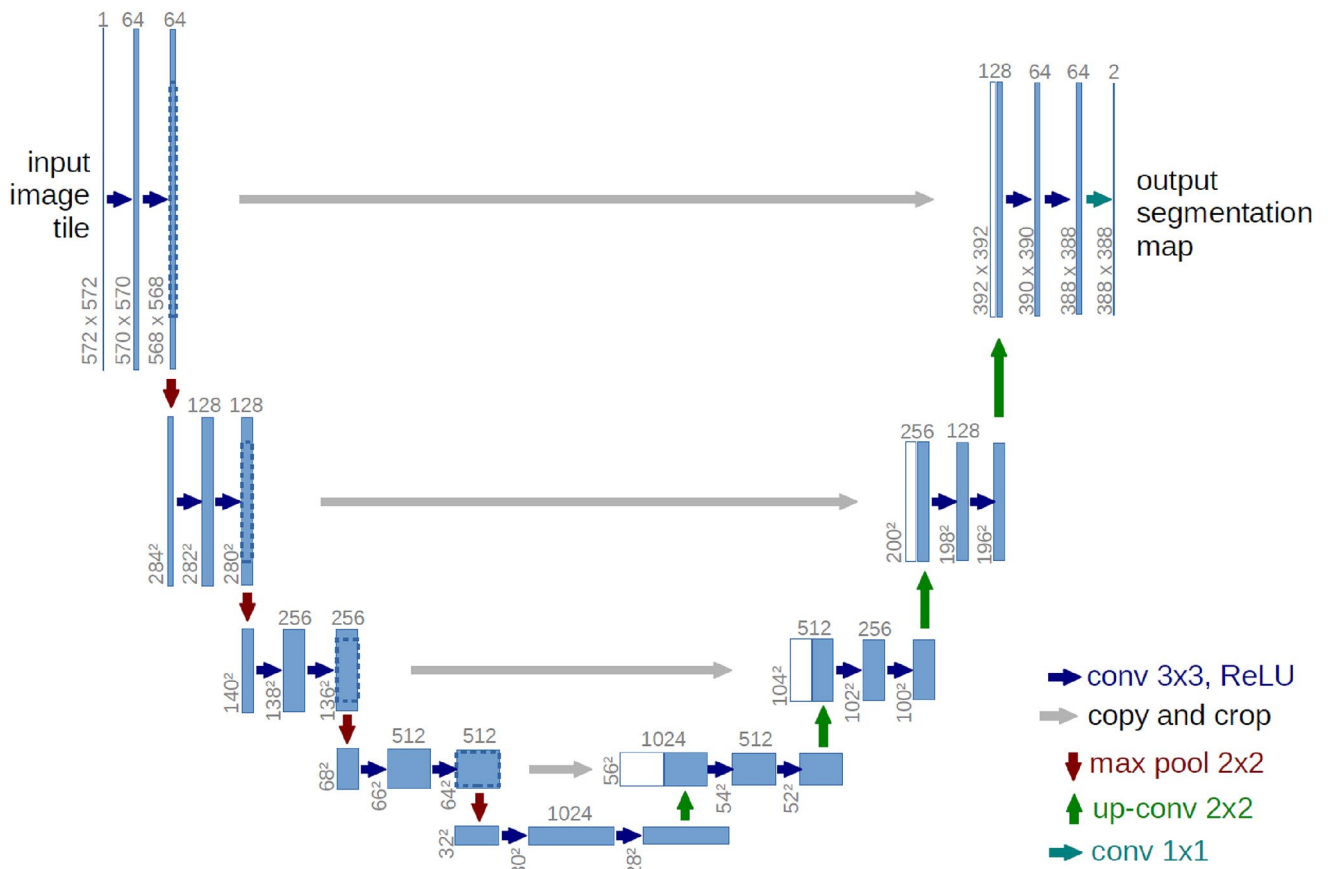 1 64 64
input
image
tile
572 x 572
570 x 570
568 x 568
128 64 64 2
output
segmentation
map
392 x 392
390 x 390
388 x 388
388 x 388
128 128
284²
282²
280²
256 128
200²
198²
196²
256 256
140²
138²
136²
512 256
104²
102²
100²
512 512
68²
66²
64²
1024 512
56²
54²
52²
1024
32²
30²
28²
conv 3x3, ReLU
copy and crop
max pool 2x2
up-conv 2x2
conv 1x1